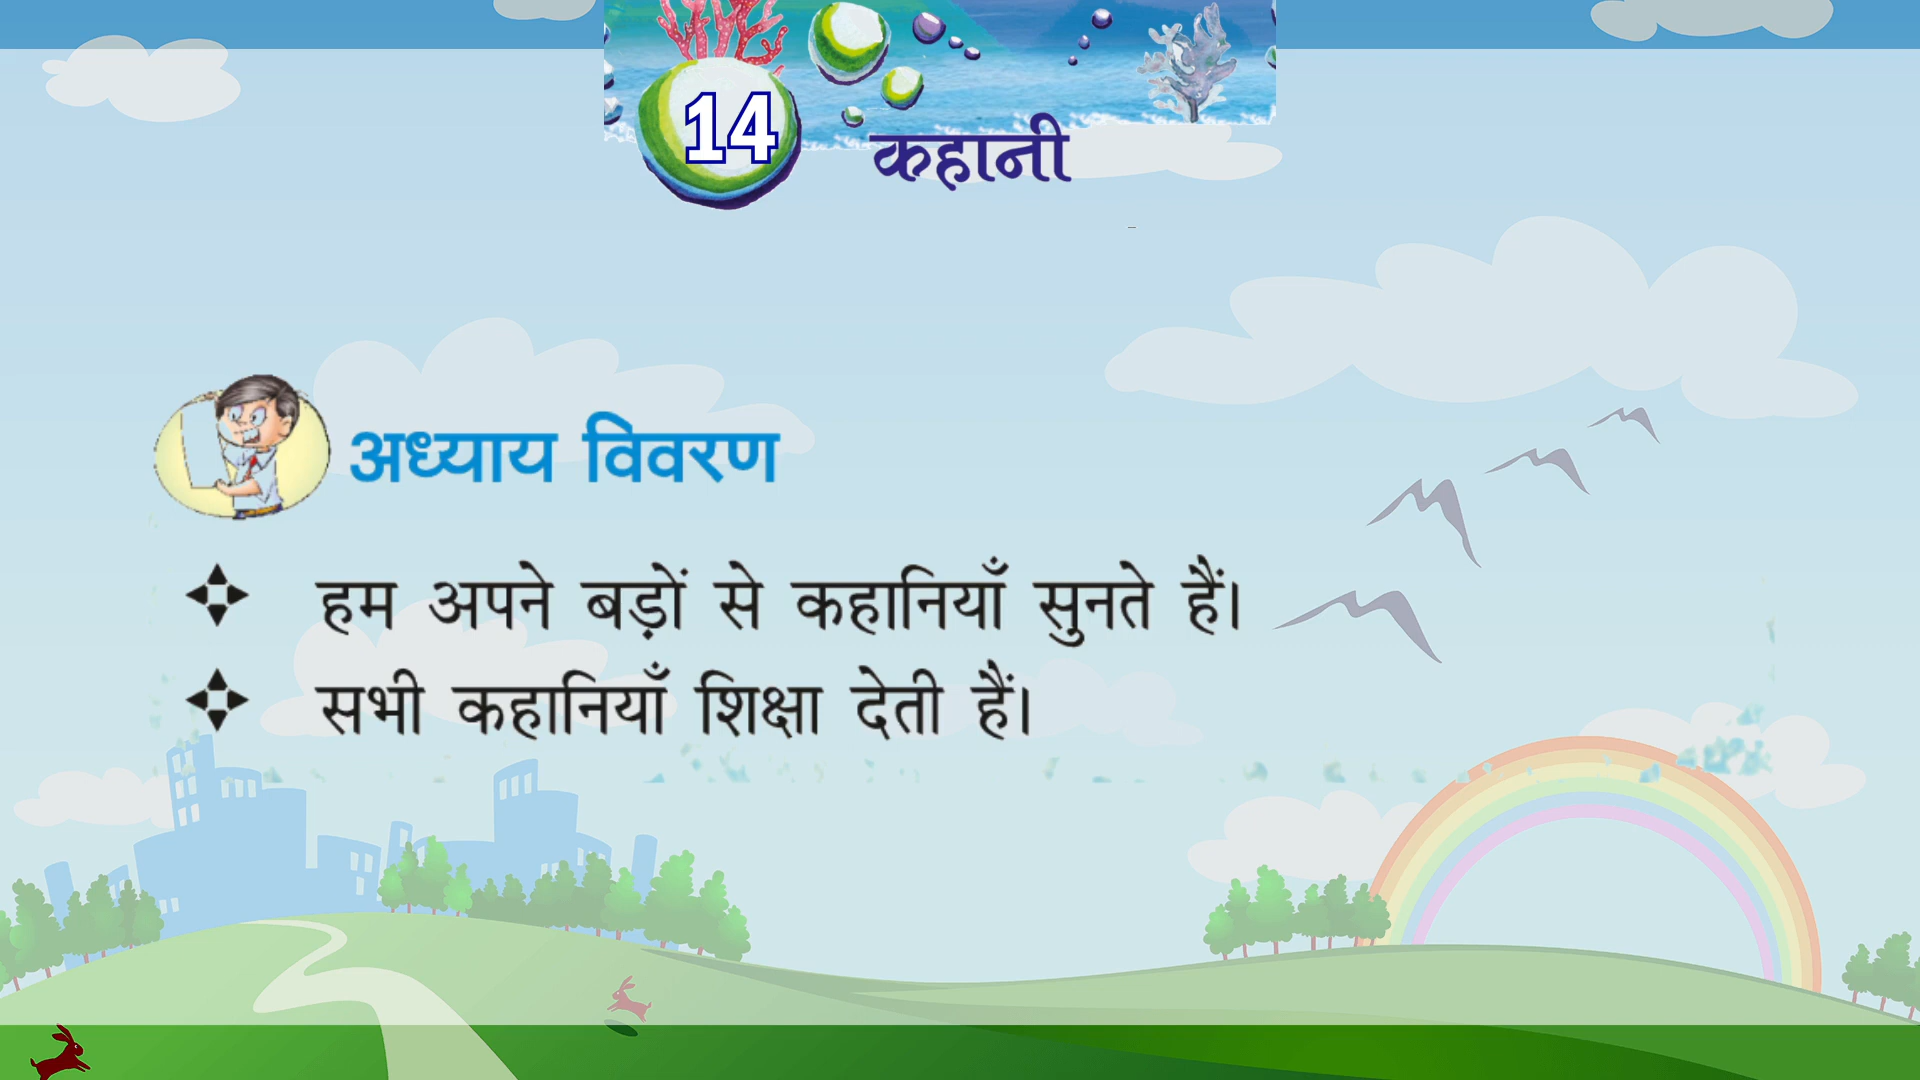 14
कहानी
अध्याय विवरण
हम अपने बड़ों से कहानियाँ सुनते हैं।
सभी कहानियाँ शिक्षा देती हैं।